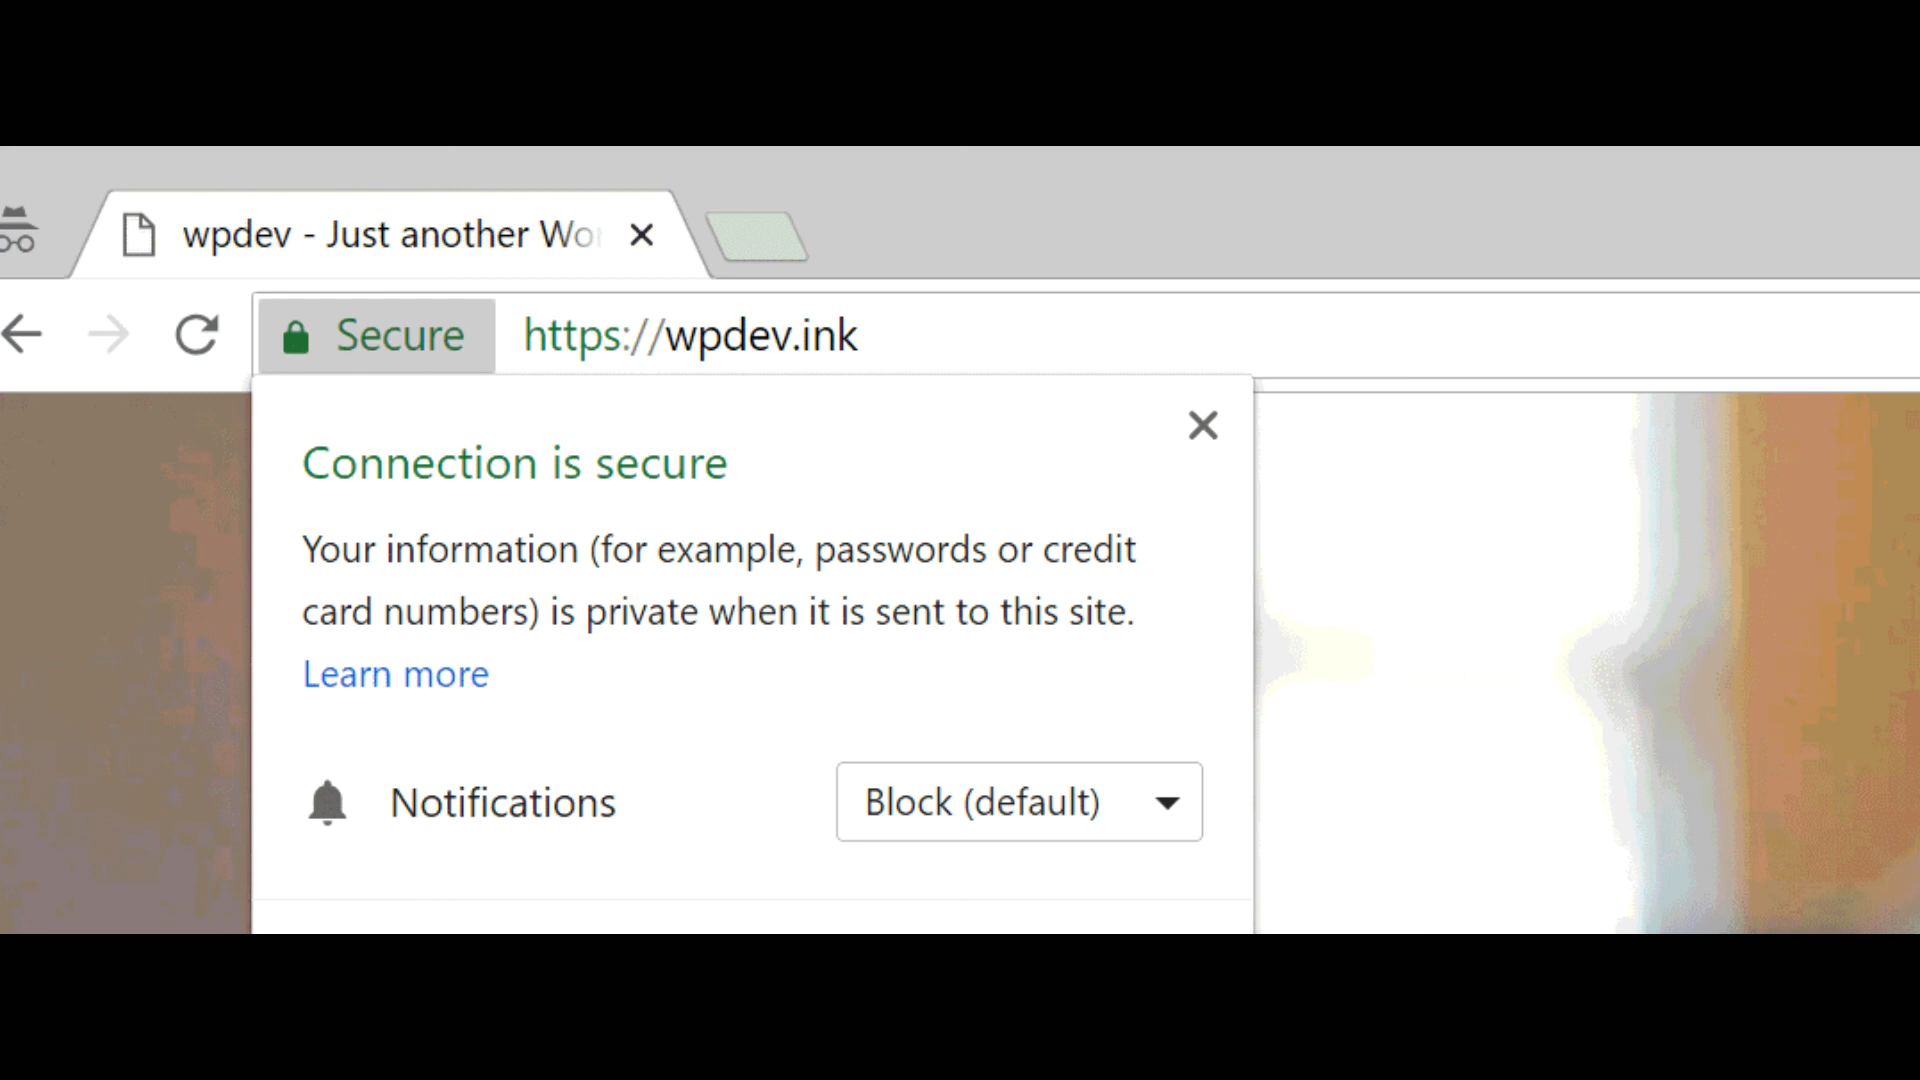 wpdev - Just another Wo
Secure https://wpdev.ink
Connection is secure
Your information (for example, passwords or credit
card numbers) is private when it is sent to this site.
Learn more
Notifications Block (default)